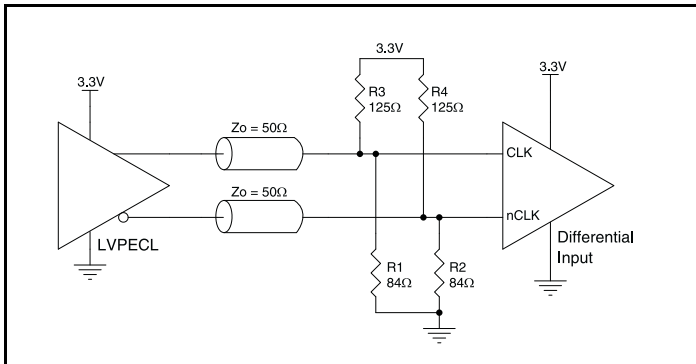 3.3V
3.3V
3.3V
R3
125Ω
R4
125Ω
Zo = 50Ω
CLK
Zo = 50Ω
nCLK
LVPECL
Differential
Input
R1
84Ω
R2
84Ω